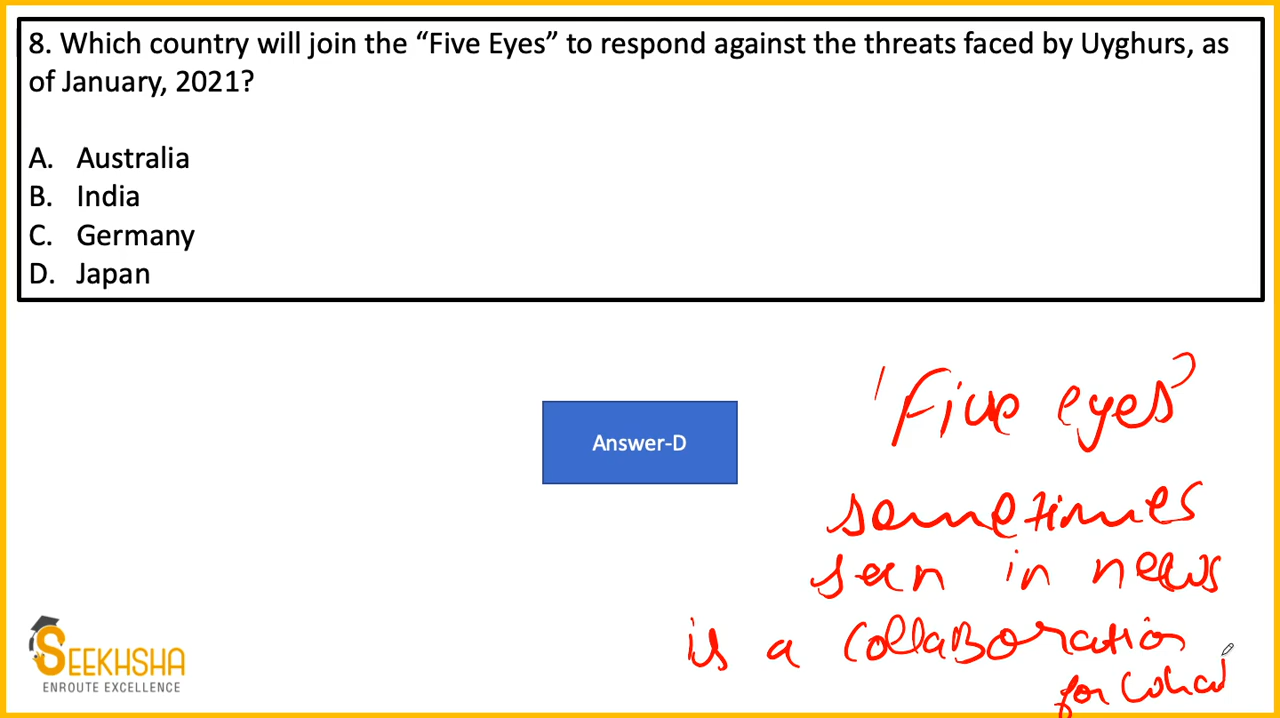 8. Which country will join the “Five Eyes” to respond against the threats faced by Uyghurs, as
of January, 2021?
A. Australia
B. India
C. Germany
D. Japan
Answer-D
'Five eyes'
sometimes
seen in news
is a collaboration
for what
SEEKHSHA
ENROUTE EXCELLENCE